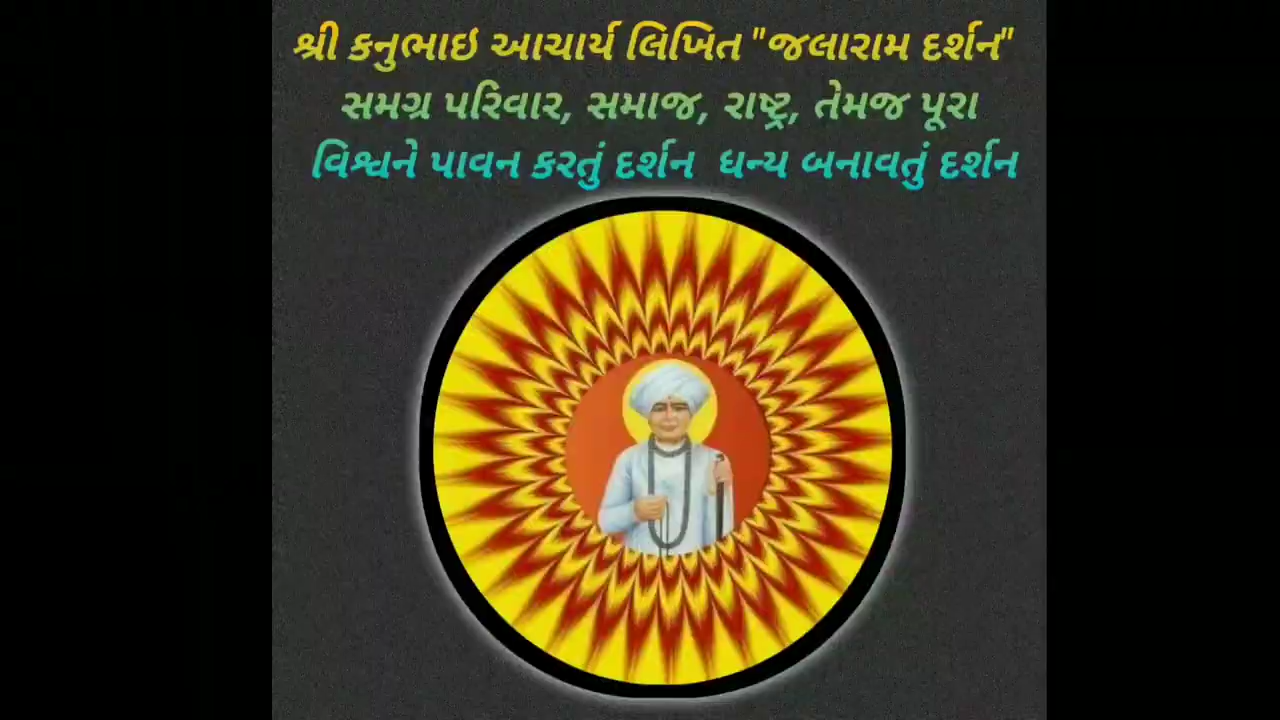 શ્રી કનુભાઇ આચાર્ય લિખિત "જલારામ દર્શન"
સમગ્ર પરિવાર, સમાજ, રાષ્ટ્ર, તેમજ પૂરા
વિશ્વને પાવન કરતું દર્શન ધન્ય બનાવતું દર્શન